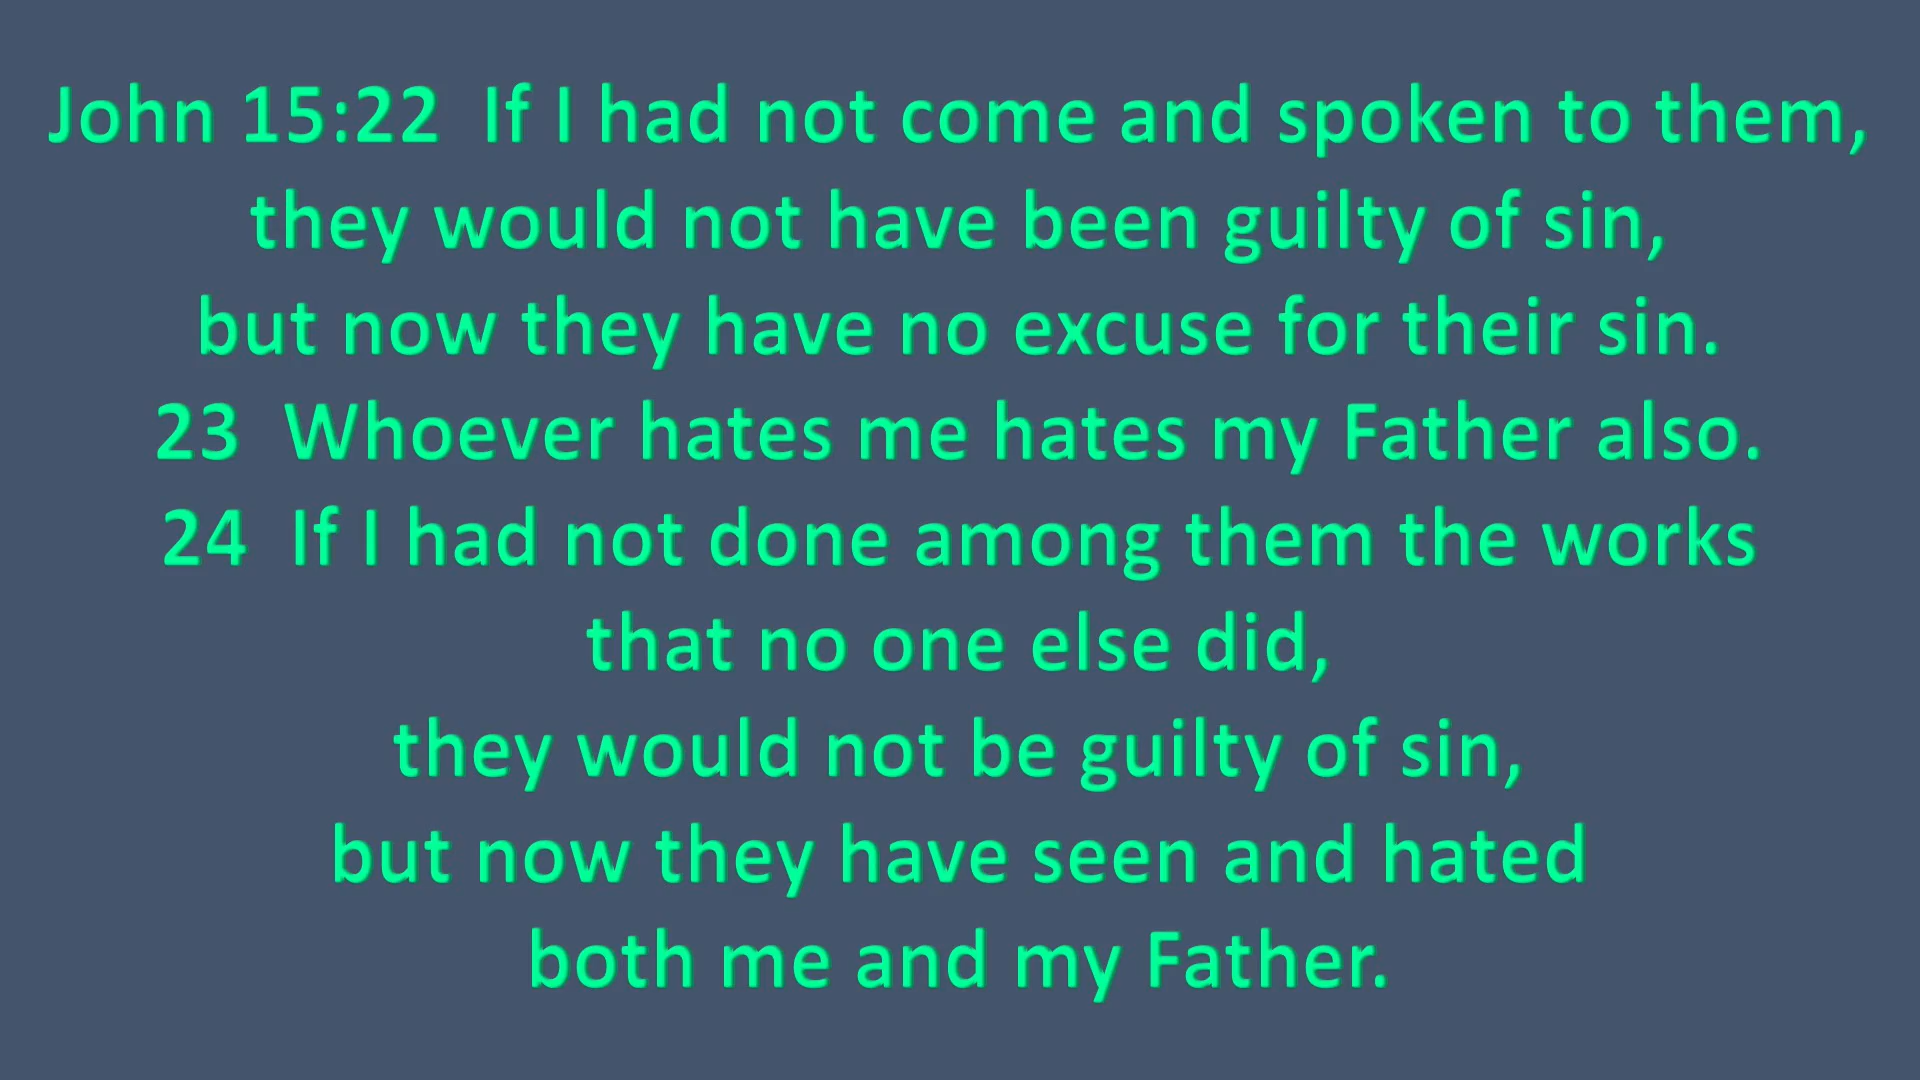 John 15:22  If I had not come and spoken to them,
they would not have been guilty of sin,
but now they have no excuse for their sin.
23  Whoever hates me hates my Father also.
24  If I had not done among them the works
that no one else did,
they would not be guilty of sin,
but now they have seen and hated
both me and my Father.